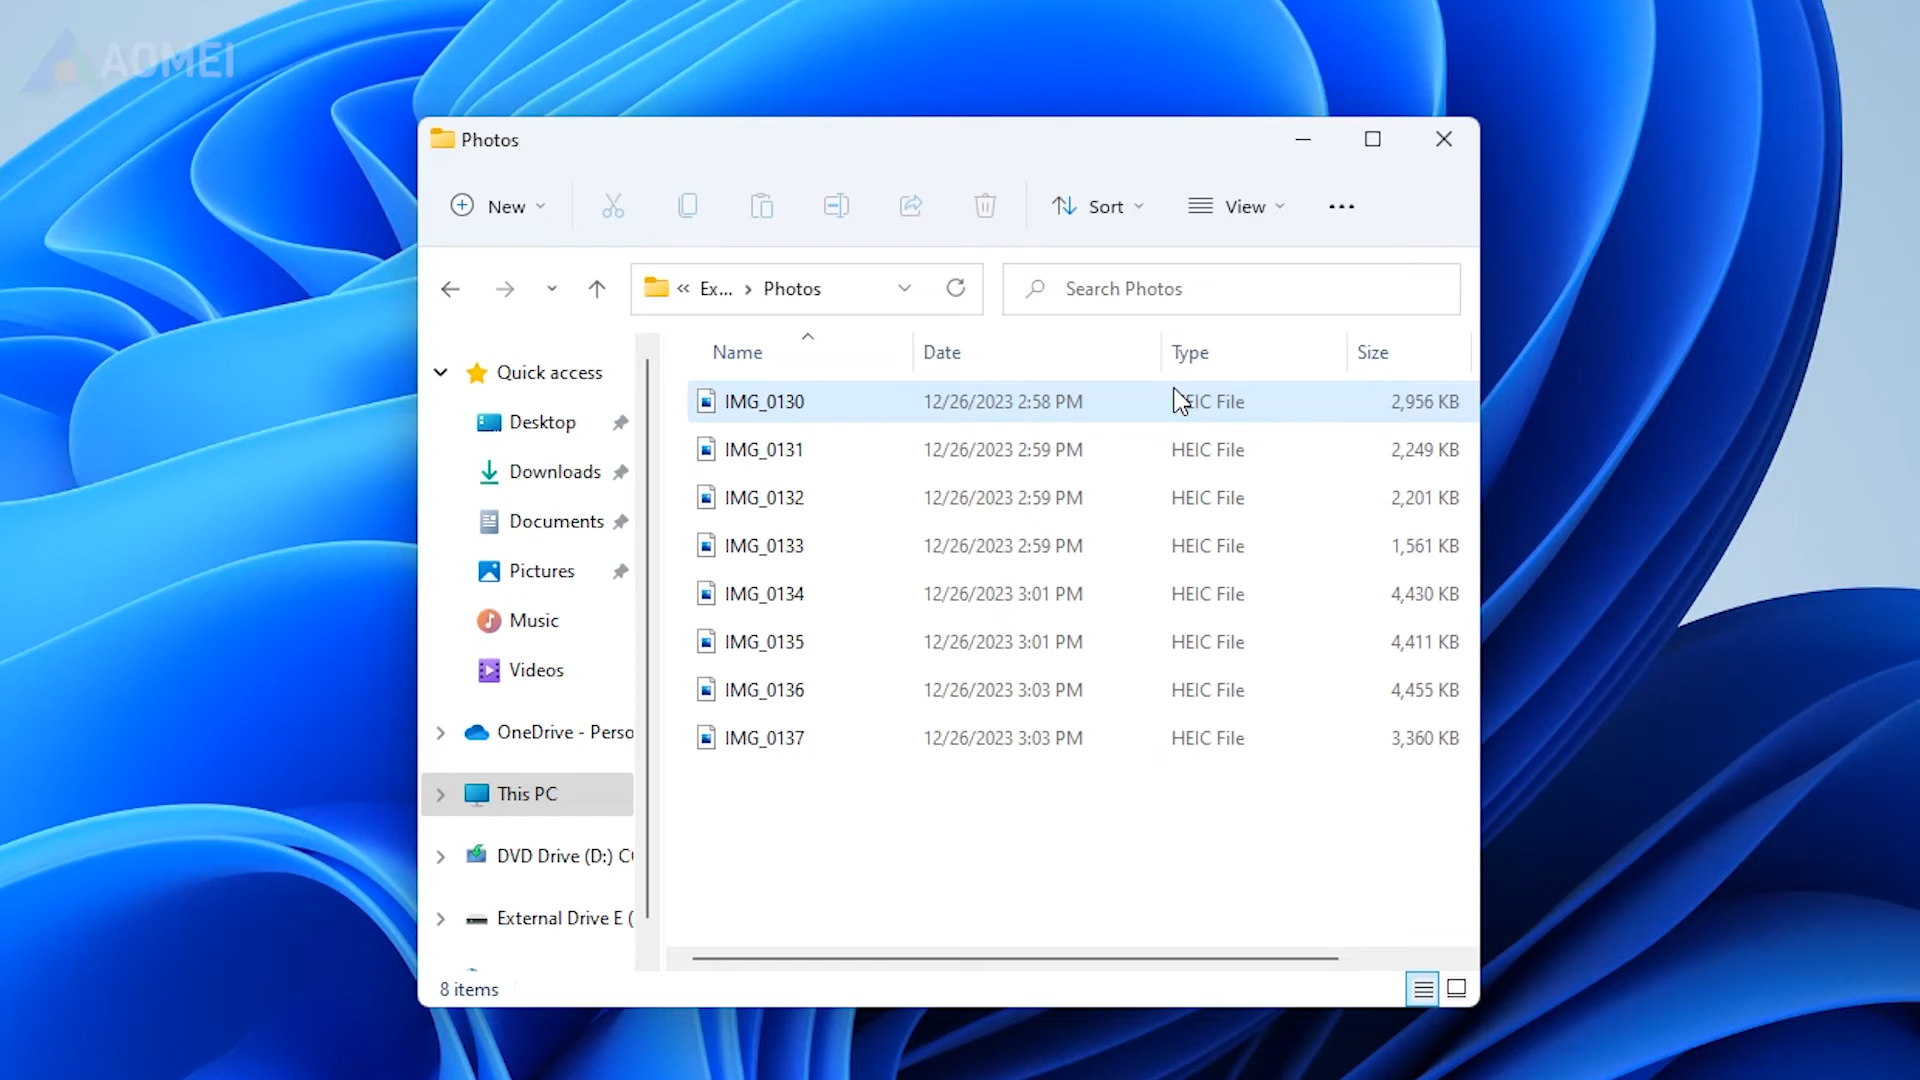 AOMEI
Photos
New
Sort
View
« Ex... › Photos
Search Photos
Name
Date
Type
Size
Quick access
Desktop
Downloads
Documents
Pictures
Music
Videos
OneDrive - Perso
This PC
DVD Drive (D:) C
External Drive E (
IMG_0130 12/26/2023 2:58 PM EIC File 2,956 KB
IMG_0131 12/26/2023 2:59 PM HEIC File 2,249 KB
IMG_0132 12/26/2023 2:59 PM HEIC File 2,201 KB
IMG_0133 12/26/2023 2:59 PM HEIC File 1,561 KB
IMG_0134 12/26/2023 3:01 PM HEIC File 4,430 KB
IMG_0135 12/26/2023 3:01 PM HEIC File 4,411 KB
IMG_0136 12/26/2023 3:03 PM HEIC File 4,455 KB
IMG_0137 12/26/2023 3:03 PM HEIC File 3,360 KB
8 items